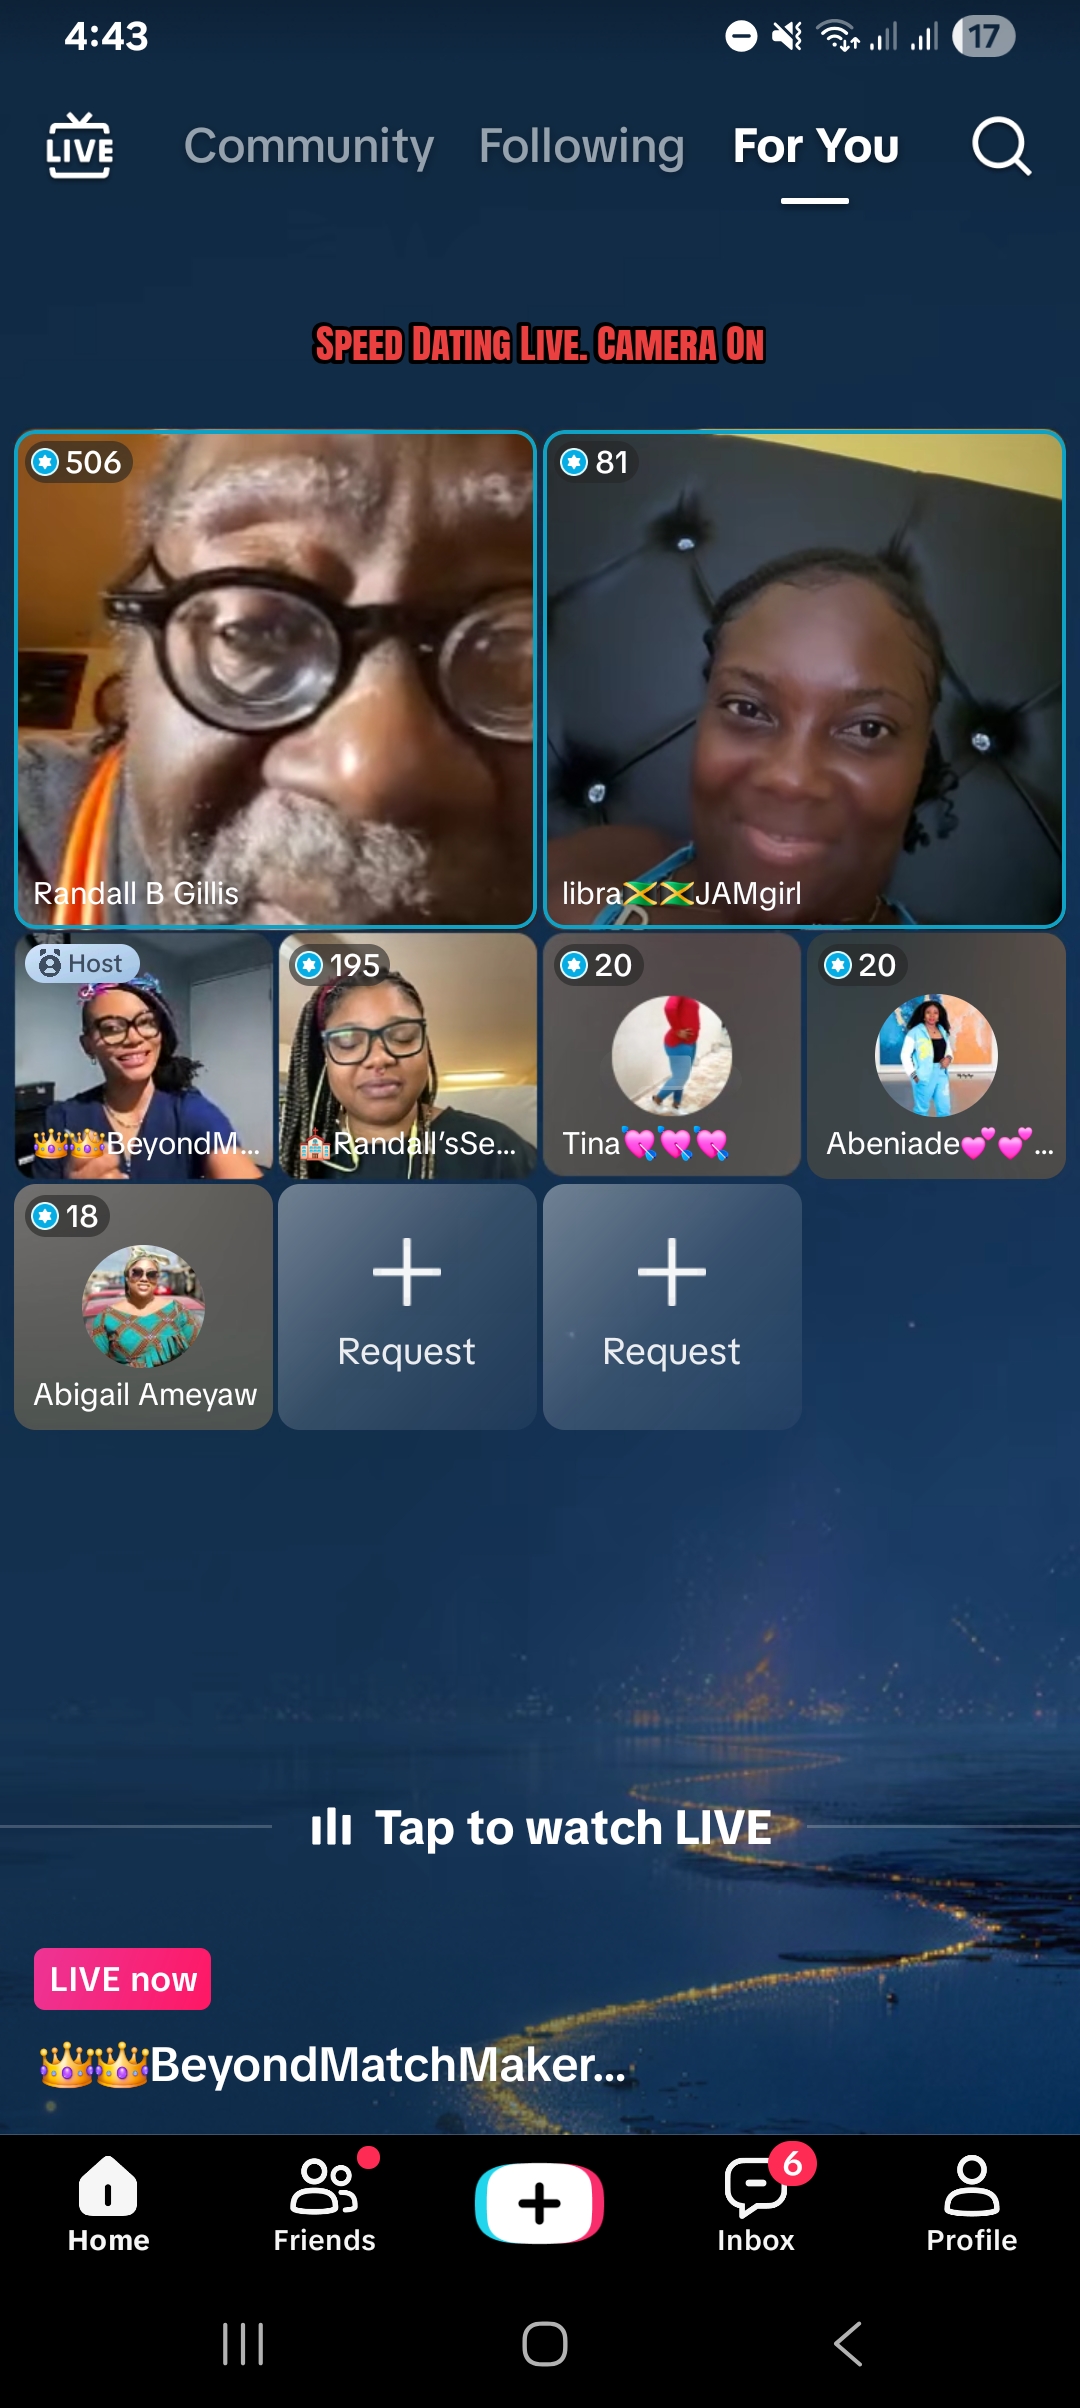 4:43
17
LIVE
Community
Following
For You
SPEED DATING LIVE. CAMERA ON
506
81
Randall B Gillis
libra🇯🇲🇯🇲JAMgirl
Host
195
20
20
👑👑BeyondM...
🏫Randall'sSe...
Tina💘💘💘
Abeniade💕💕...
18
Request
Request
Abigail Ameyaw
Tap to watch LIVE
LIVE now
👑👑BeyondMatchMaker...
6
Home
Friends
Inbox
Profile